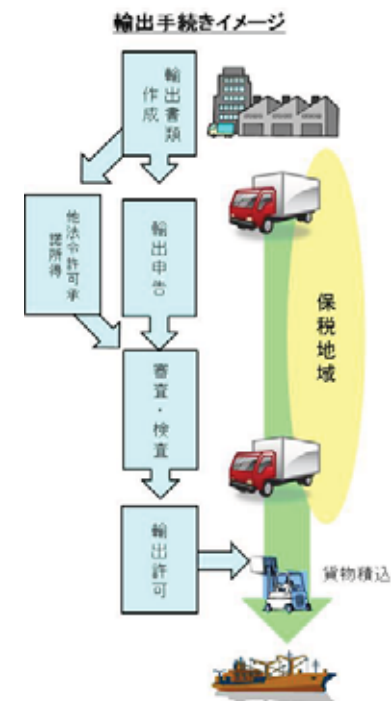 輸出手続きイメージ
輸出書類
作成
他法令許可承
諾所得
輸出申告
保税地域
審査・検査
輸出許可
貨物積込